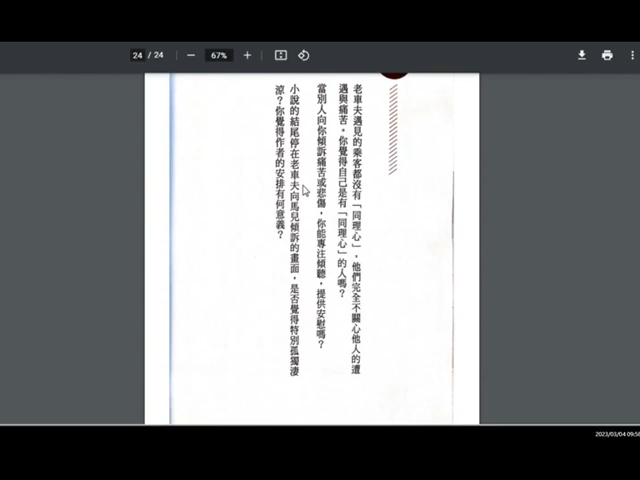 24 / 24
67%
老車夫遇見的乘客都沒有「同理心」，他們完全不關心他人的遭
遇與痛苦。你覺得自己是有「同理心」的人嗎？
當別人向你傾訴痛苦或悲傷，你能專注傾聽，提供安慰嗎？
小說的結尾停在老車夫向馬兒傾訴的畫面，是否覺得特別孤獨淒
涼？你覺得作者的安排有何意義？
2023/03/04 09:58